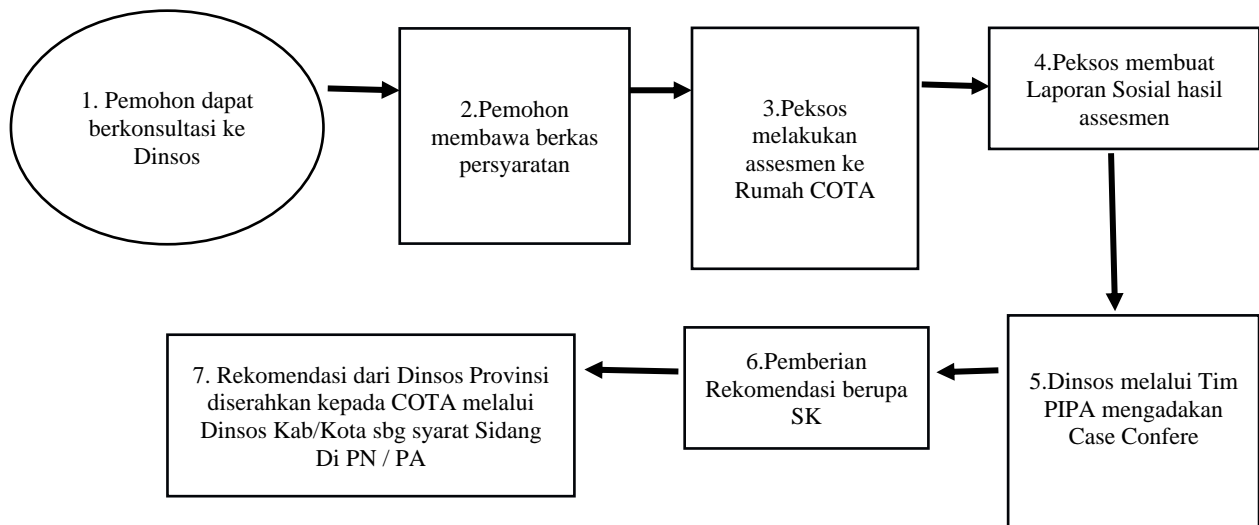 1. Pemohon dapat
berkonsultasi ke
Dinsos
2.Pemohon
membawa berkas
persyaratan
3.Peksos
melakukan
assesmen ke
Rumah COTA
4.Peksos membuat
Laporan Sosial hasil
assesmen
5.Dinsos melalui Tim
PIPA mengadakan
Case Confere
6.Pemberian
Rekomendasi berupa
SK
7. Rekomendasi dari Dinsos Provinsi
diserahkan kepada COTA melalui
Dinsos Kab/Kota sbg syarat Sidang
Di PN / PA